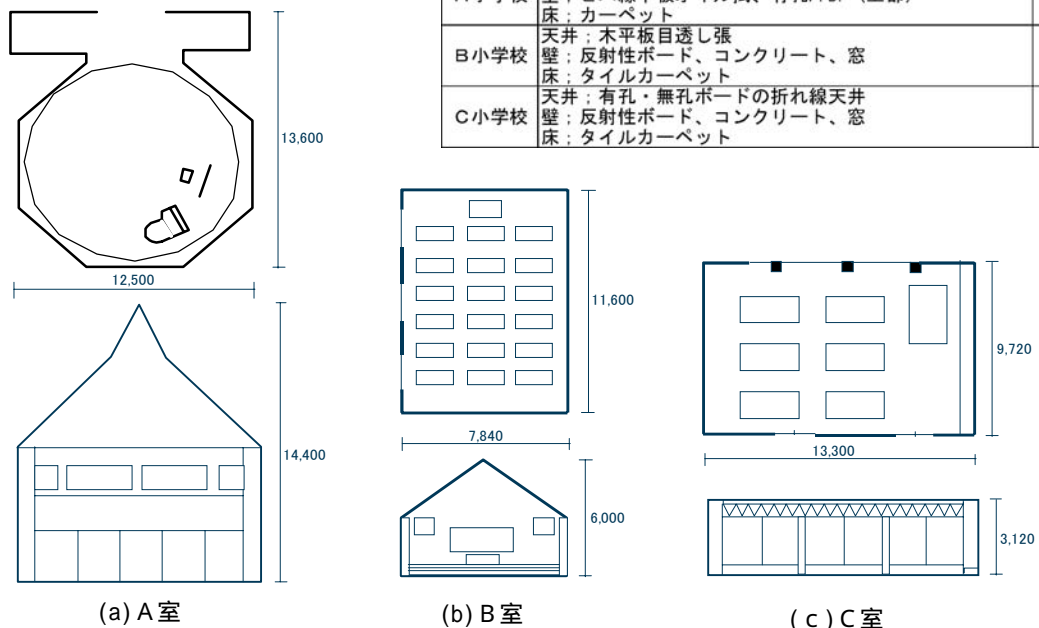 床；カーペット
B小学校
天井；木平板目透し張
壁；反射性ボード、コンクリート、窓
床；タイルカーペット
C小学校
天井；有孔・無孔ボードの折れ線天井
壁；反射性ボード、コンクリート、窓
床；タイルカーペット
13,600
12,500
14,400
(a) A室
11,600
7,840
6,000
(b) B室
9,720
13,300
3,120
(ｃ) C室